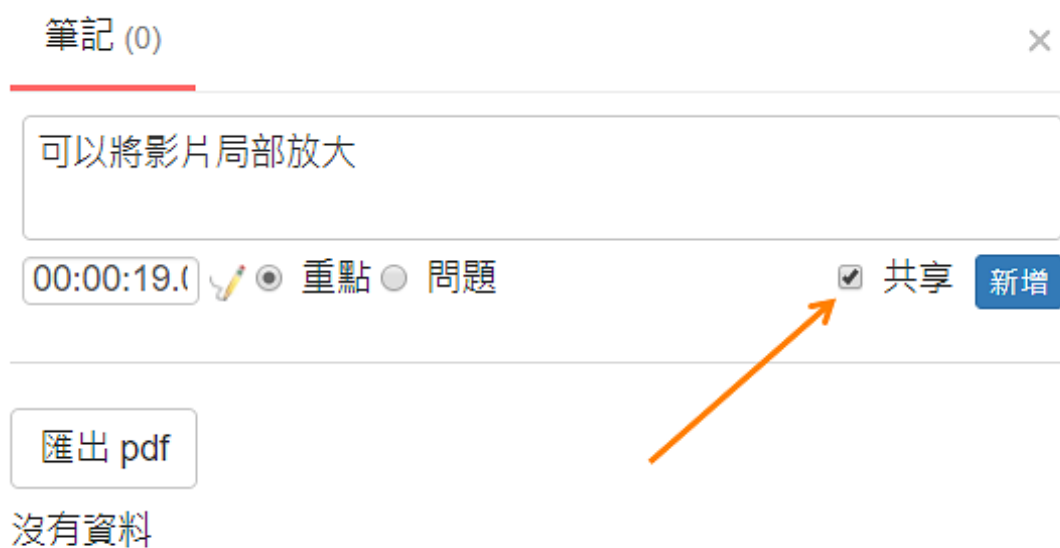 筆記 (0)
×
可以將影片局部放大
00:00:19.0 重點 問題 共享 新增
匯出 pdf
沒有資料